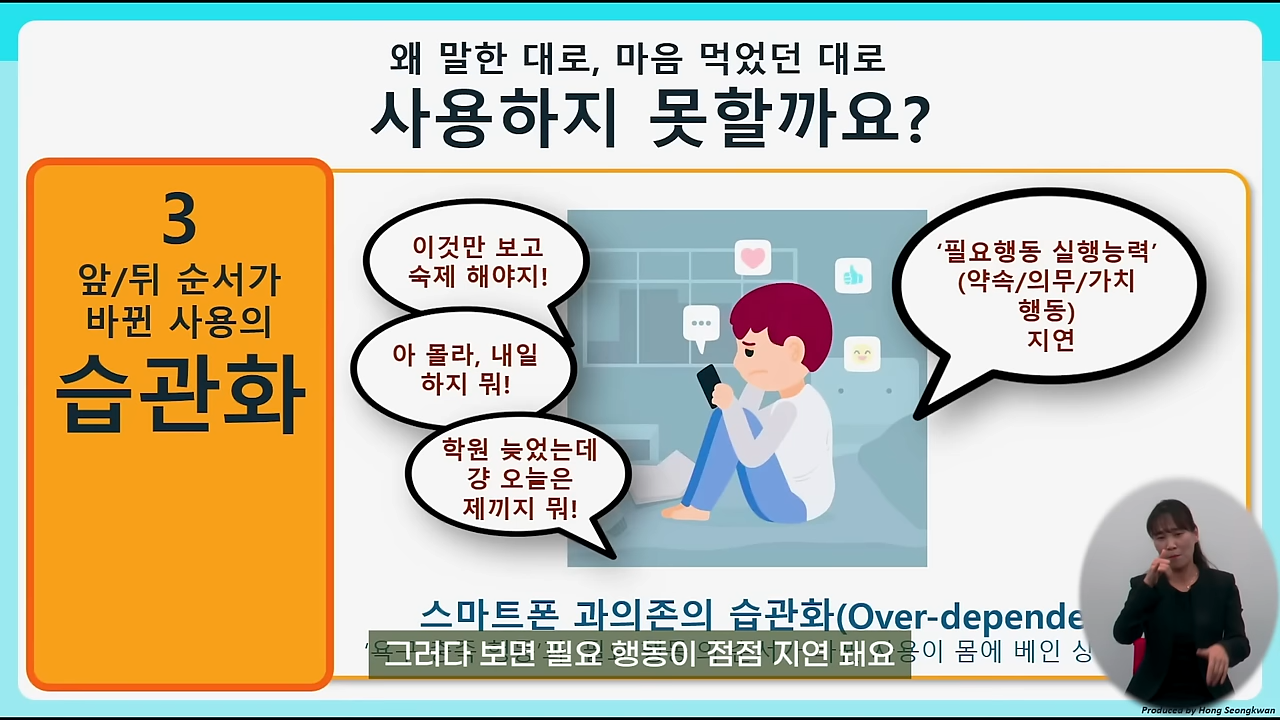 왜 말한 대로, 마음 먹었던 대로
사용하지 못할까요?
3
앞/뒤 순서가
바뀐 사용의
습관화
이것만 보고
숙제 해야지!
아 몰라, 내일
하지 뭐!
학원 늦었는데
걍 오늘은
제끼지 뭐!
‘필요행동 실행능력’
(약속/의무/가치
행동)
지연
스마트폰 과의존의 습관화(Over-depende
사용이 몸에 베인
그러다 보면 필요 행동이 점점 지연 돼요
Produced by Hong Seongkwan